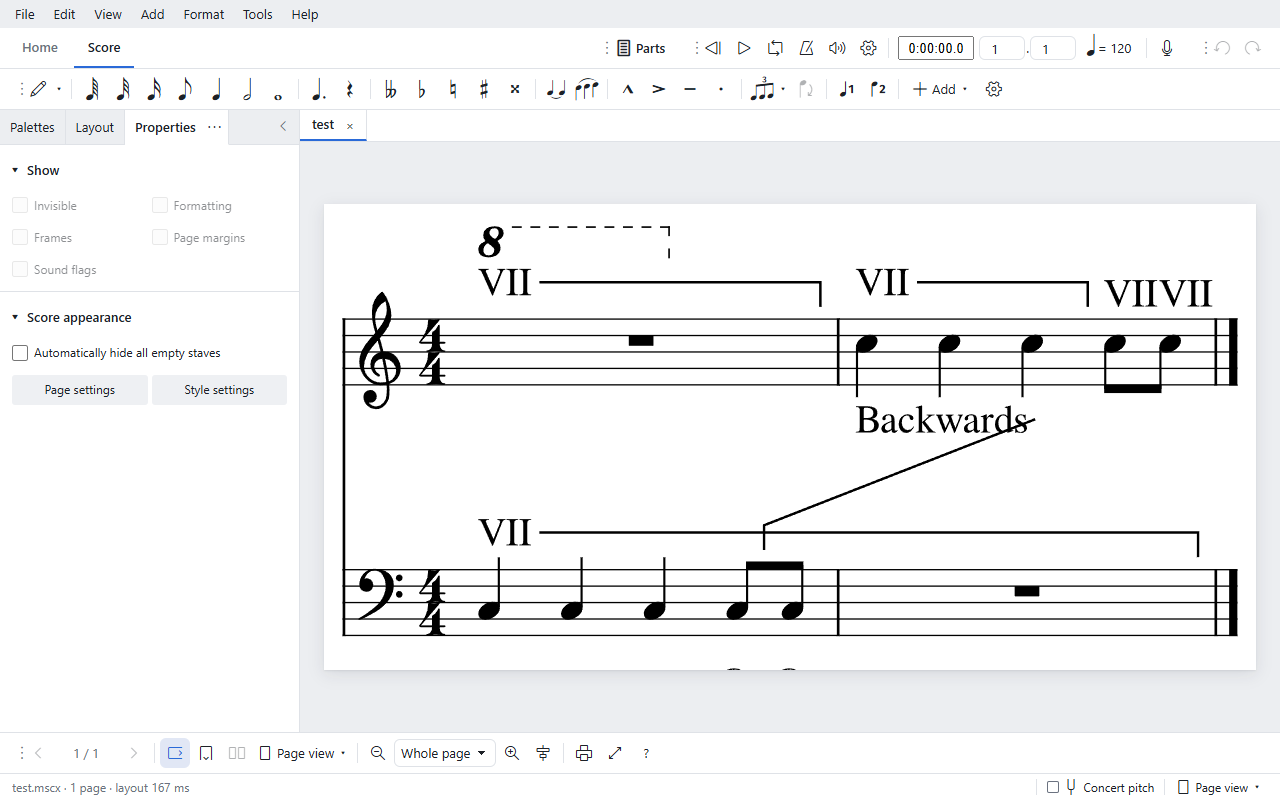 File Edit View Add Format Tools Help
Home Score Parts 0:00:00.0 1 . 1 = 120
3 1 2 Add
Palettes Layout Properties ··· test ×
Show
Invisible Formatting
Frames Page margins
Sound flags
Score appearance
Automatically hide all empty staves
Page settings Style settings
8
VII VII VIIVII
Backwards
VII
1 / 1 Page view Whole page ?
test.mscx · 1 page · layout 167 ms Concert pitch Page view